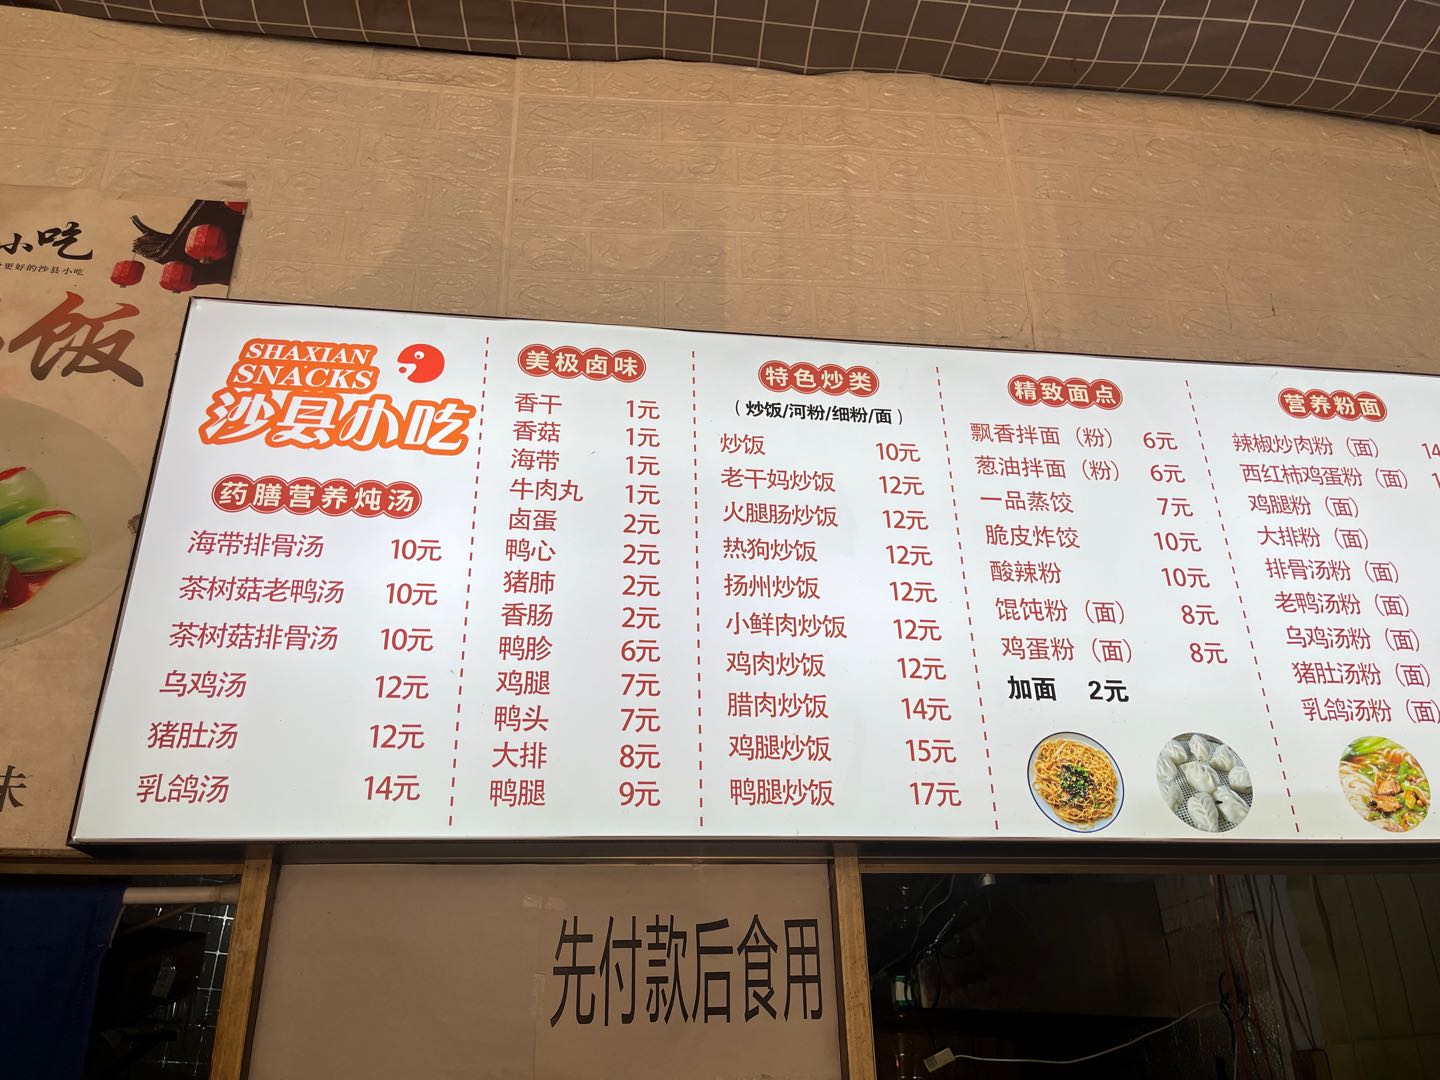 小吃
更好的沙县小吃
饭
SHAXIAN
SNACKS
沙县小吃
药膳营养炖汤
海带排骨汤 10元
茶树菇老鸭汤 10元
茶树菇排骨汤 10元
乌鸡汤 12元
猪肚汤 12元
乳鸽汤 14元
美极卤味
香干 1元
香菇 1元
海带 1元
牛肉丸 1元
卤蛋 2元
鸭心 2元
猪肺 2元
香肠 2元
鸭胗 6元
鸡腿 7元
鸭头 7元
大排 8元
鸭腿 9元
特色炒类
（炒饭/河粉/细粉/面）
炒饭 10元
老干妈炒饭 12元
火腿肠炒饭 12元
热狗炒饭 12元
扬州炒饭 12元
小鲜肉炒饭 12元
鸡肉炒饭 12元
腊肉炒饭 14元
鸡腿炒饭 15元
鸭腿炒饭 17元
精致面点
飘香拌面（粉） 6元
葱油拌面（粉） 6元
一品蒸饺 7元
脆皮炸饺 10元
酸辣粉 10元
馄饨粉（面） 8元
鸡蛋粉（面） 8元
加面 2元
营养粉面
辣椒炒肉粉（面） 14
西红柿鸡蛋粉（面） 1
鸡腿粉（面）
大排粉（面）
排骨汤粉（面）
老鸭汤粉（面）
乌鸡汤粉（面）
猪肚汤粉（面）
乳鸽汤粉（面）
味
先付款后食用